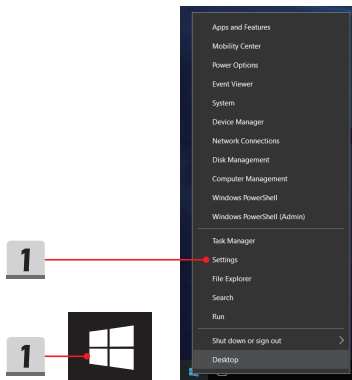 Apps and Features
Mobility Center
Power Options
Event Viewer
System
Device Manager
Network Connections
Disk Management
Computer Management
Windows PowerShell
Windows PowerShell (Admin)
Task Manager
1
Settings
File Explorer
Search
Run
Shut down or sign out
1
Desktop